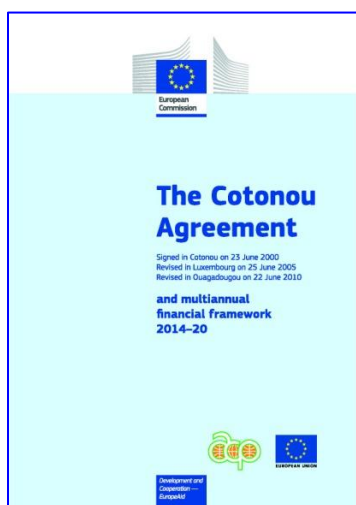 European
Commission
The Cotonou
Agreement
Signed in Cotonou on 23 June 2000
Revised in Luxembourg on 25 June 2005
Revised in Ouagadougou on 22 June 2010
and multiannual
financial framework
2014–20
acp
EUROPEAN UNION
Development and
Cooperation —
EuropeAid